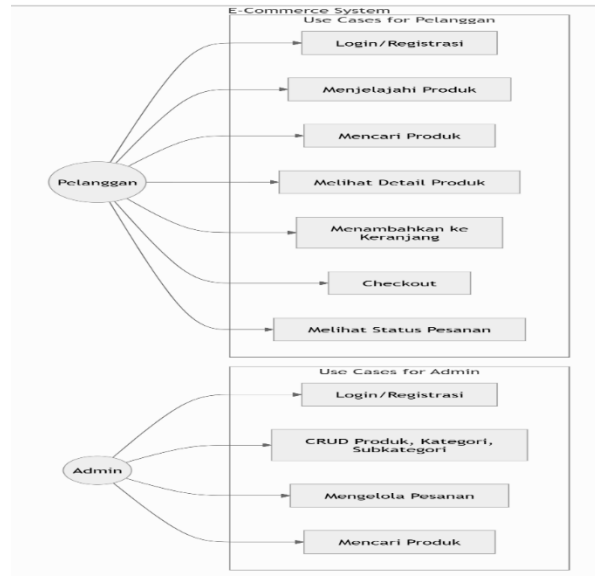 E-Commerce System
Use Cases for Pelanggan
Login/Registrasi
Menjelajahi Produk
Mencari Produk
Pelanggan
Melihat Detail Produk
Menambahkan ke
Keranjang
Checkout
Melihat Status Pesanan
Use Cases for Admin
Login/Registrasi
CRUD Produk, Kategori,
Subkategori
Admin
Mengelola Pesanan
Mencari Produk